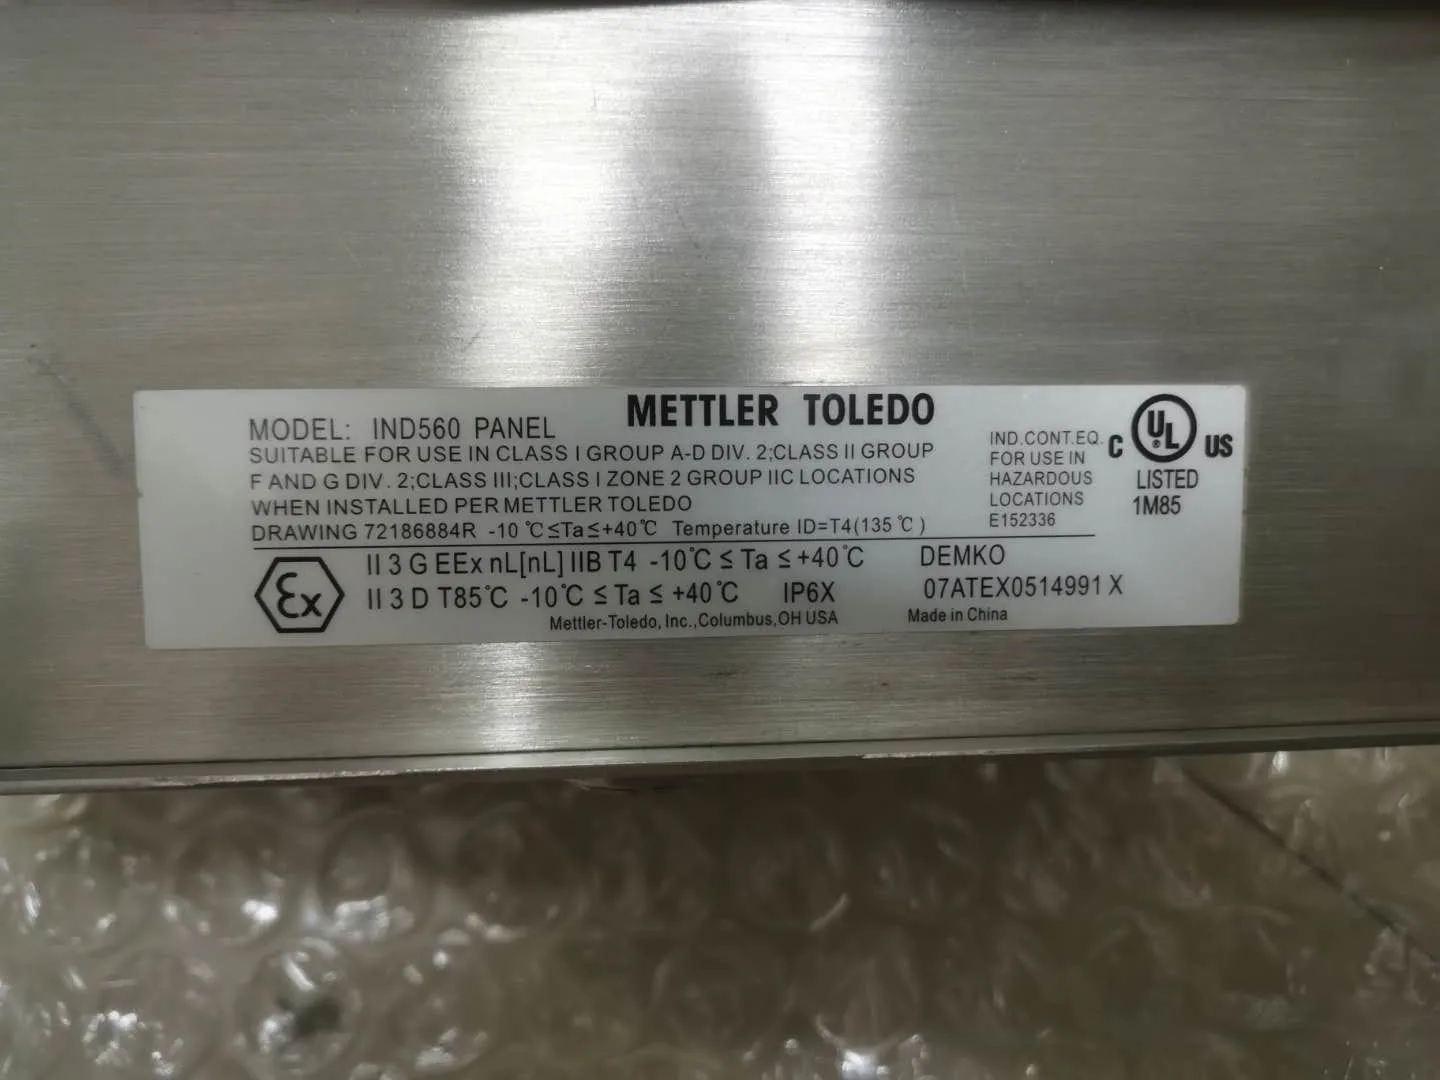 METTLER TOLEDO
MODEL: IND560 PANEL
SUITABLE FOR USE IN CLASS I GROUP A-D DIV. 2;CLASS II GROUP
F AND G DIV. 2;CLASS III;CLASS I ZONE 2 GROUP IIC LOCATIONS
WHEN INSTALLED PER METTLER TOLEDO
DRAWING 72186884R -10℃≤Ta≤+40℃ Temperature ID=T4(135℃)
IND.CONT.EQ.
FOR USE IN
HAZARDOUS
LOCATIONS
E152336
C UL US
LISTED
1M85
Ex
II 3 G EEx nL[nL] IIB T4 -10℃ ≤ Ta ≤ +40℃ DEMKO
II 3 D T85℃ -10℃ ≤ Ta ≤ +40℃ IP6X 07ATEX0514991 X
Mettler-Toledo, Inc.,Columbus,OH USA Made in China